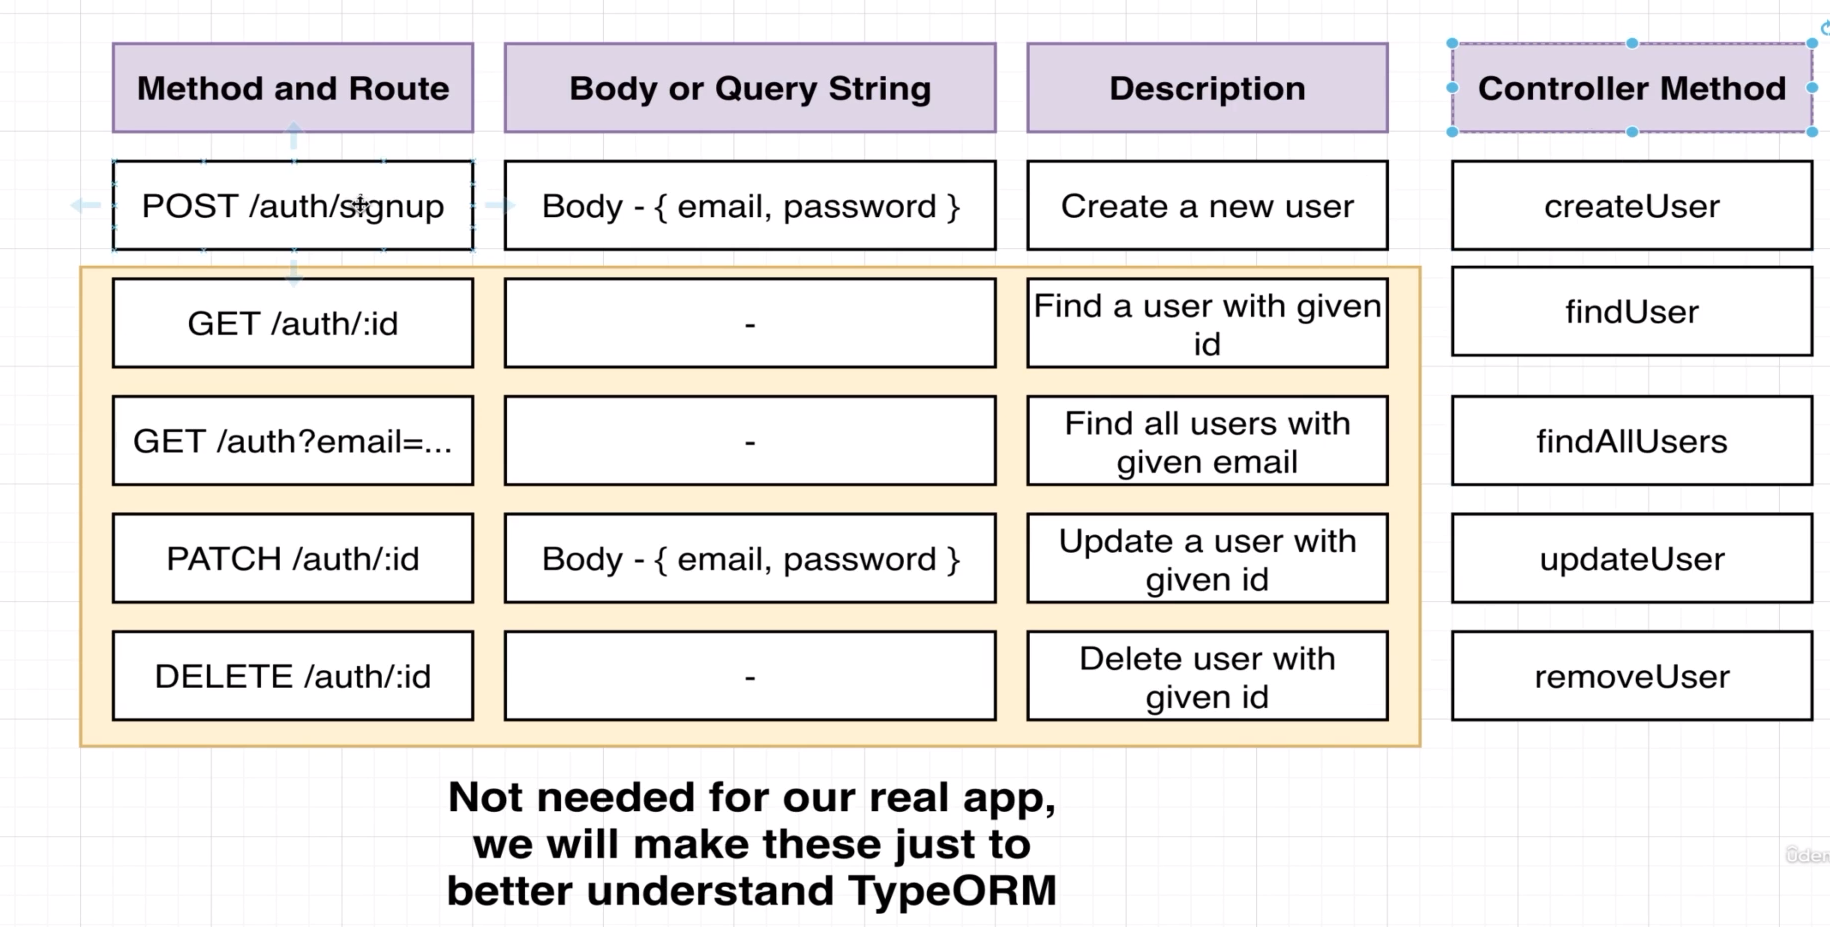 Method and Route
Body or Query String
Description
Controller Method
POST /auth/signup
Body - { email, password }
Create a new user
createUser
GET /auth/:id
-
Find a user with given
id
findUser
GET /auth?email=...
-
Find all users with
given email
findAllUsers
PATCH /auth/:id
Body - { email, password }
Update a user with
given id
updateUser
DELETE /auth/:id
-
Delete user with
given id
removeUser
Not needed for our real app,
we will make these just to
better understand TypeORM